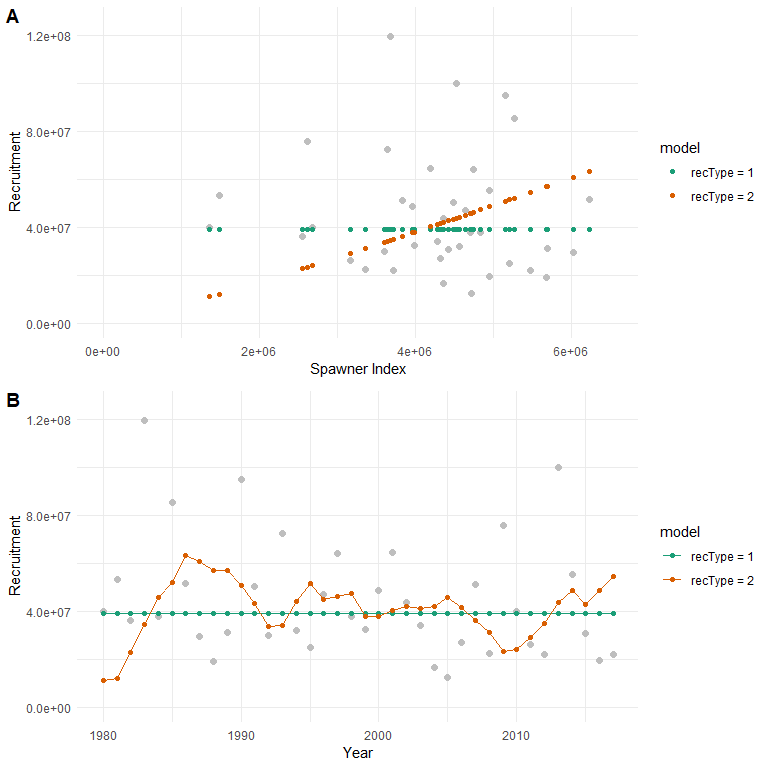 A
1.2e+08
8.0e+07
4.0e+07
0.0e+00
Recruitment
0e+00 2e+06 4e+06 6e+06
Spawner Index
model
recType = 1
recType = 2
B
1.2e+08
8.0e+07
4.0e+07
0.0e+00
Recruitment
1980 1990 2000 2010
Year
model
recType = 1
recType = 2